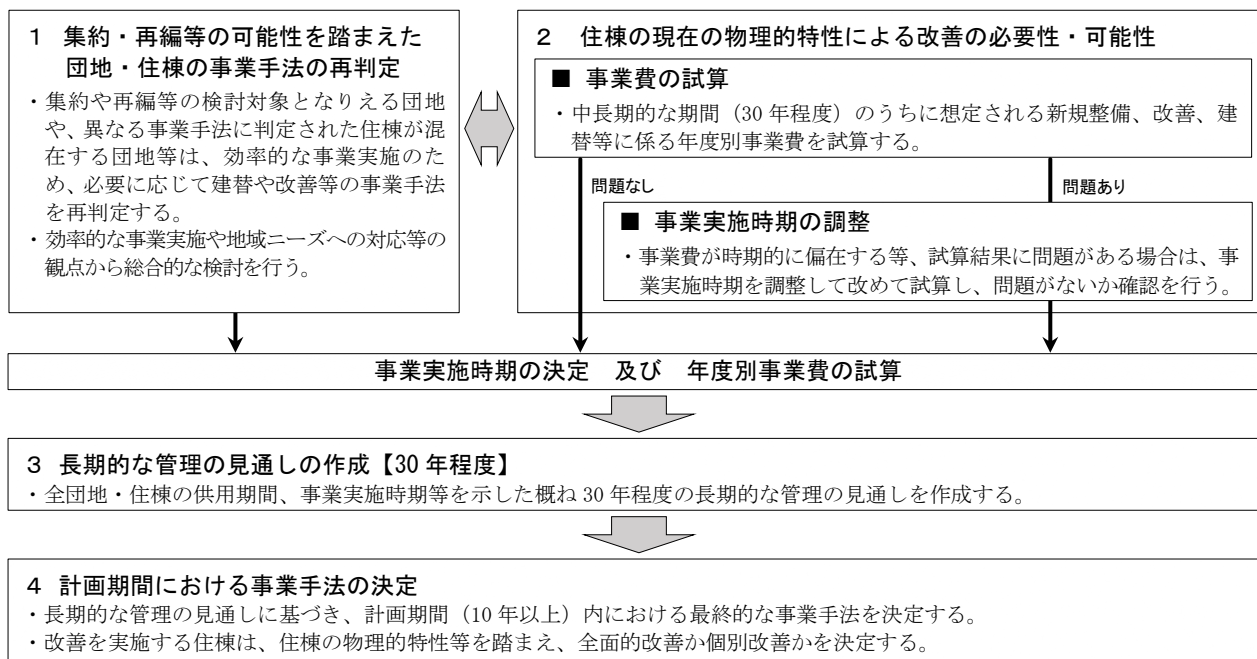 1 集約・再編等の可能性を踏まえた
団地・住棟の事業手法の再判定
・集約や再編等の検討対象となりえる団地
や、異なる事業手法に判定された住棟が混
在する団地等は、効率的な事業実施のた
め、必要に応じて建替や改善等の事業手法
を再判定する。
・効率的な事業実施や地域ニーズへの対応等の
観点から総合的な検討を行う。
2 住棟の現在の物理的特性による改善の必要性・可能性
■ 事業費の試算
・中長期的な期間（30 年程度）のうちに想定される新規整備、改善、建
替等に係る年度別事業費を試算する。
問題なし
問題あり
■ 事業実施時期の調整
・事業費が時期的に偏在する等、試算結果に問題がある場合は、事
業実施時期を調整して改めて試算し、問題がないか確認を行う。
事業実施時期の決定 及び 年度別事業費の試算
3 長期的な管理の見通しの作成【30 年程度】
・全団地・住棟の供用期間、事業実施時期等を示した概ね 30 年程度の長期的な管理の見通しを作成する。
4 計画期間における事業手法の決定
・長期的な管理の見通しに基づき、計画期間（10 年以上）内における最終的な事業手法を決定する。
・改善を実施する住棟は、住棟の物理的特性等を踏まえ、全面的改善か個別改善かを決定する。